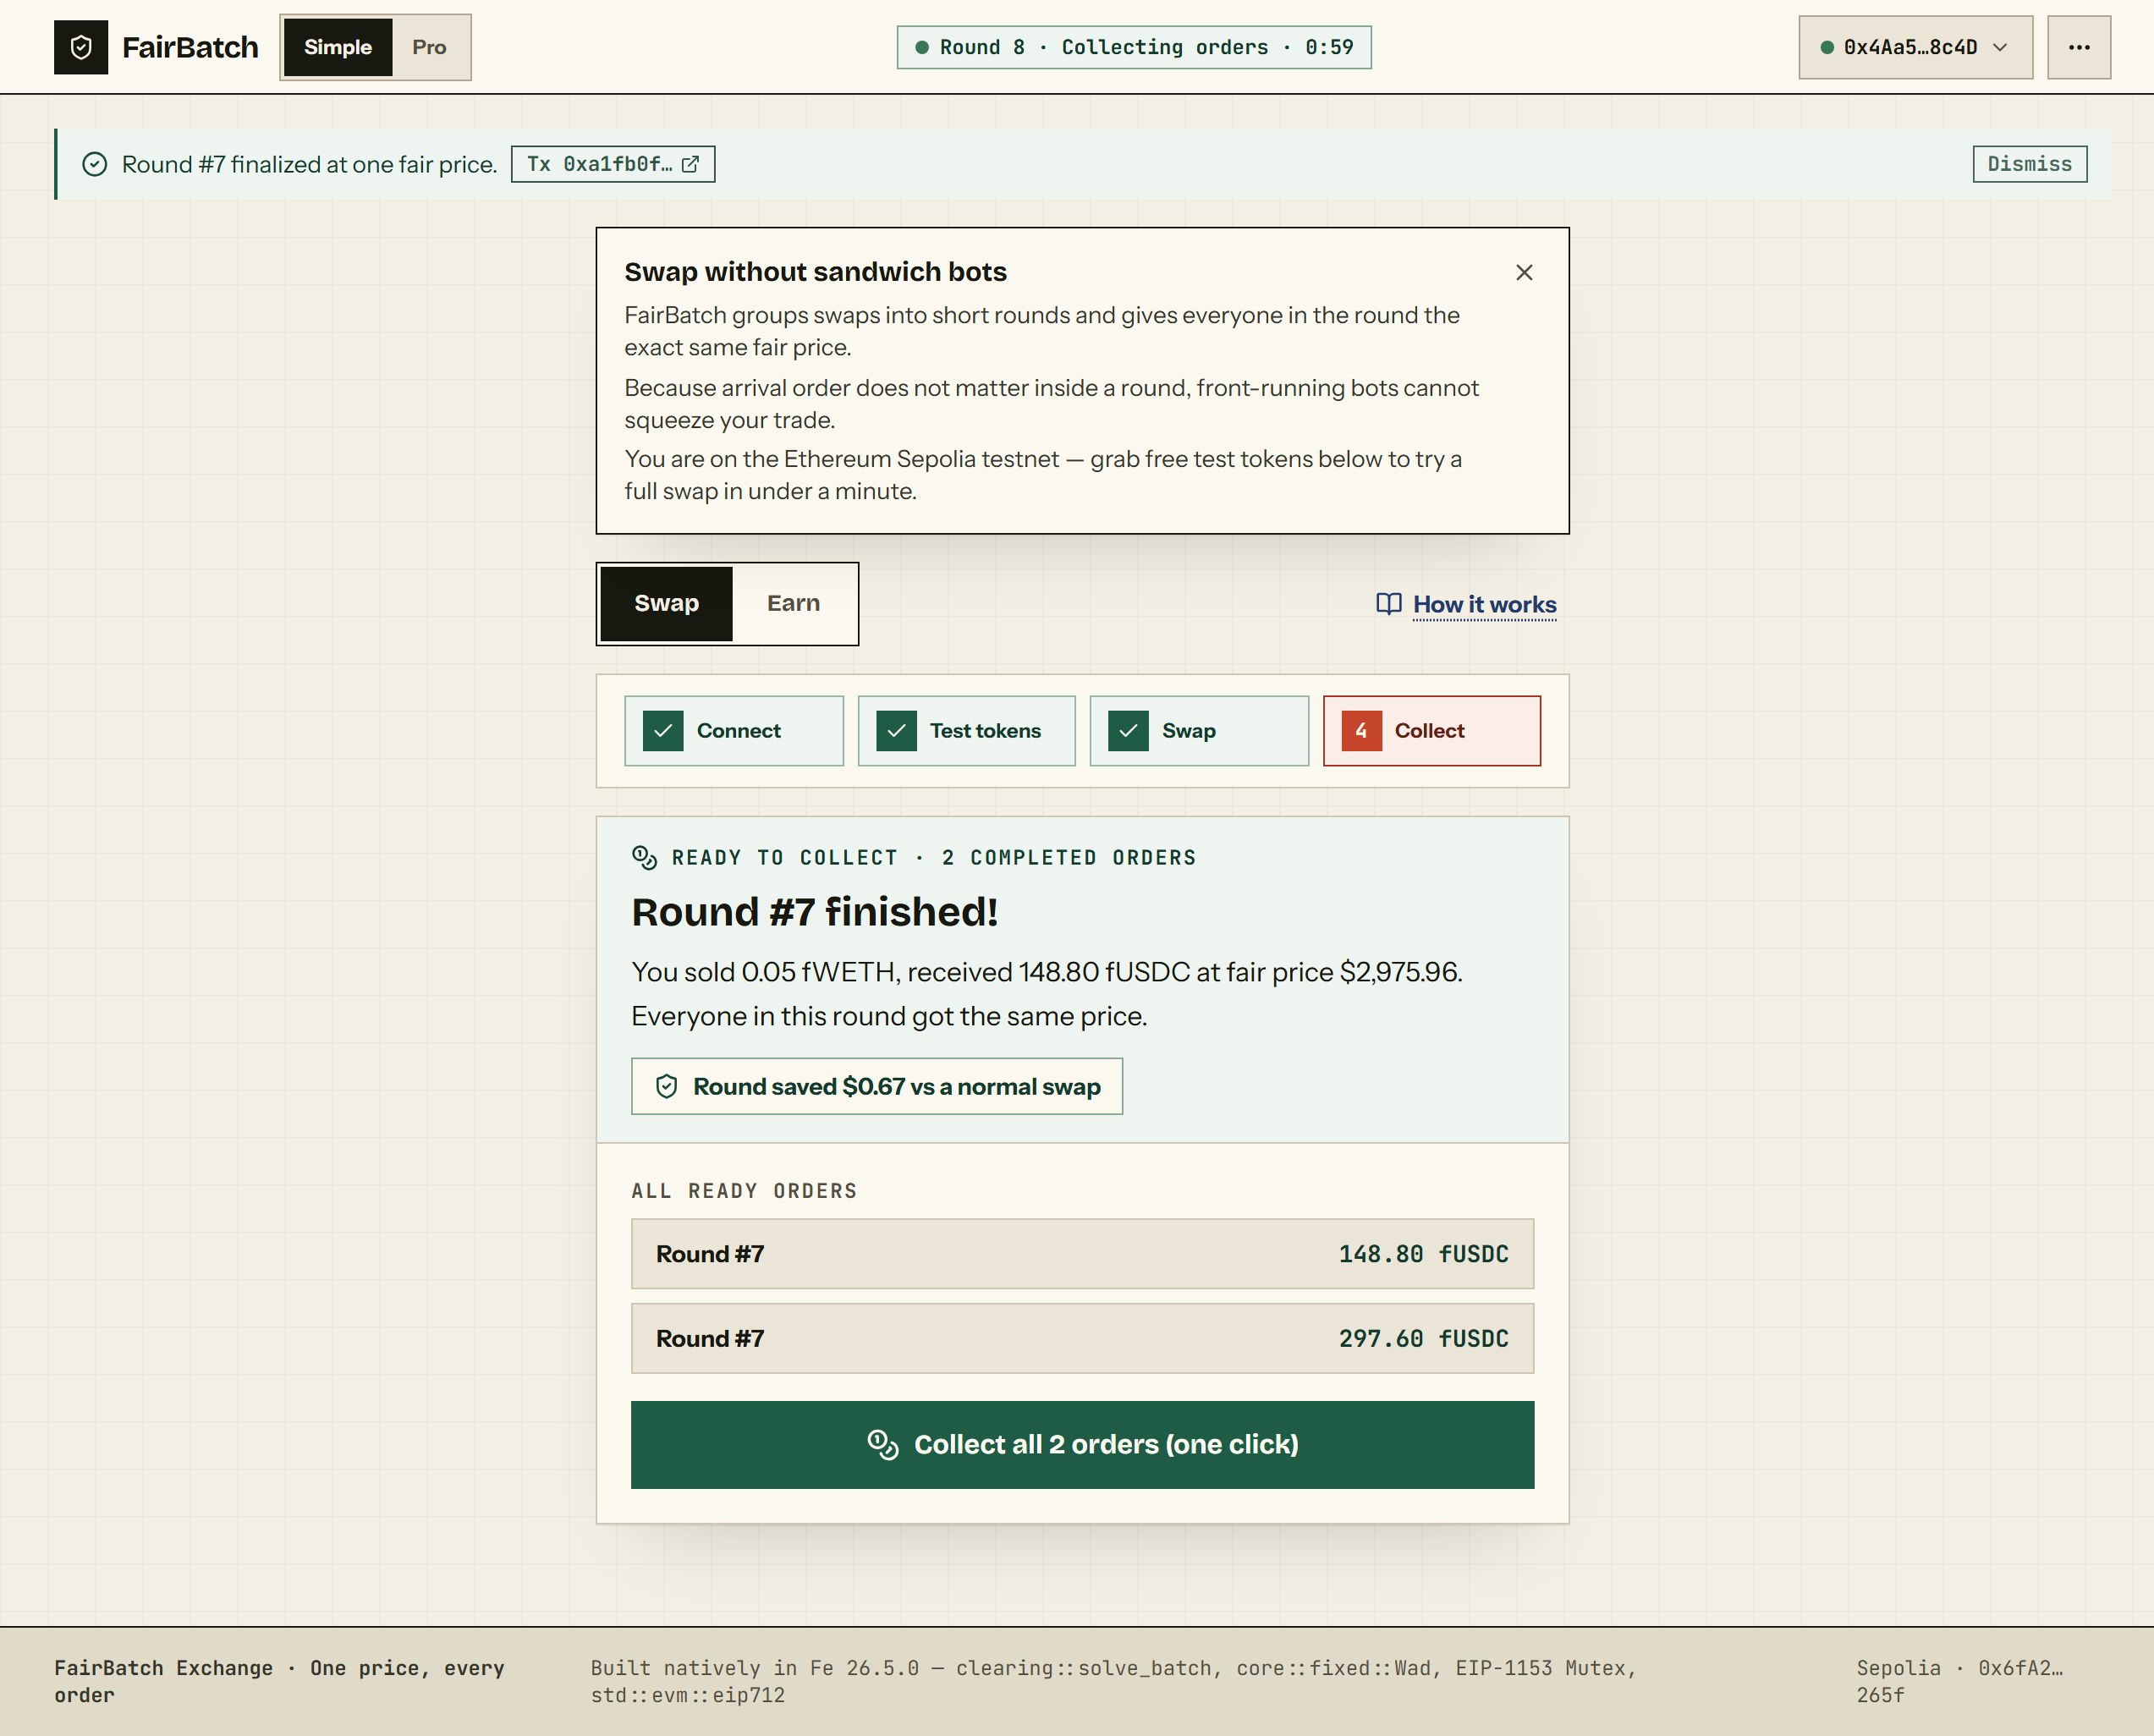 FairBatch
Simple
Pro
Round 8 · Collecting orders · 0:59
0x4Aa5…8c4D
Round #7 finalized at one fair price.
Tx 0xa1fb0f…
Dismiss
Swap without sandwich bots
FairBatch groups swaps into short rounds and gives everyone in the round the
exact same fair price.
Because arrival order does not matter inside a round, front-running bots cannot
squeeze your trade.
You are on the Ethereum Sepolia testnet — grab free test tokens below to try a
full swap in under a minute.
Swap
Earn
How it works
Connect
Test tokens
Swap
4
Collect
READY TO COLLECT · 2 COMPLETED ORDERS
Round #7 finished!
You sold 0.05 fWETH, received 148.80 fUSDC at fair price $2,975.96.
Everyone in this round got the same price.
Round saved $0.67 vs a normal swap
ALL READY ORDERS
Round #7
148.80 fUSDC
Round #7
297.60 fUSDC
Collect all 2 orders (one click)
FairBatch Exchange · One price, every
order
Built natively in Fe 26.5.0 — clearing::solve_batch, core::fixed::Wad, EIP-1153 Mutex,
std::evm::eip712
Sepolia · 0x6fA2…
265f